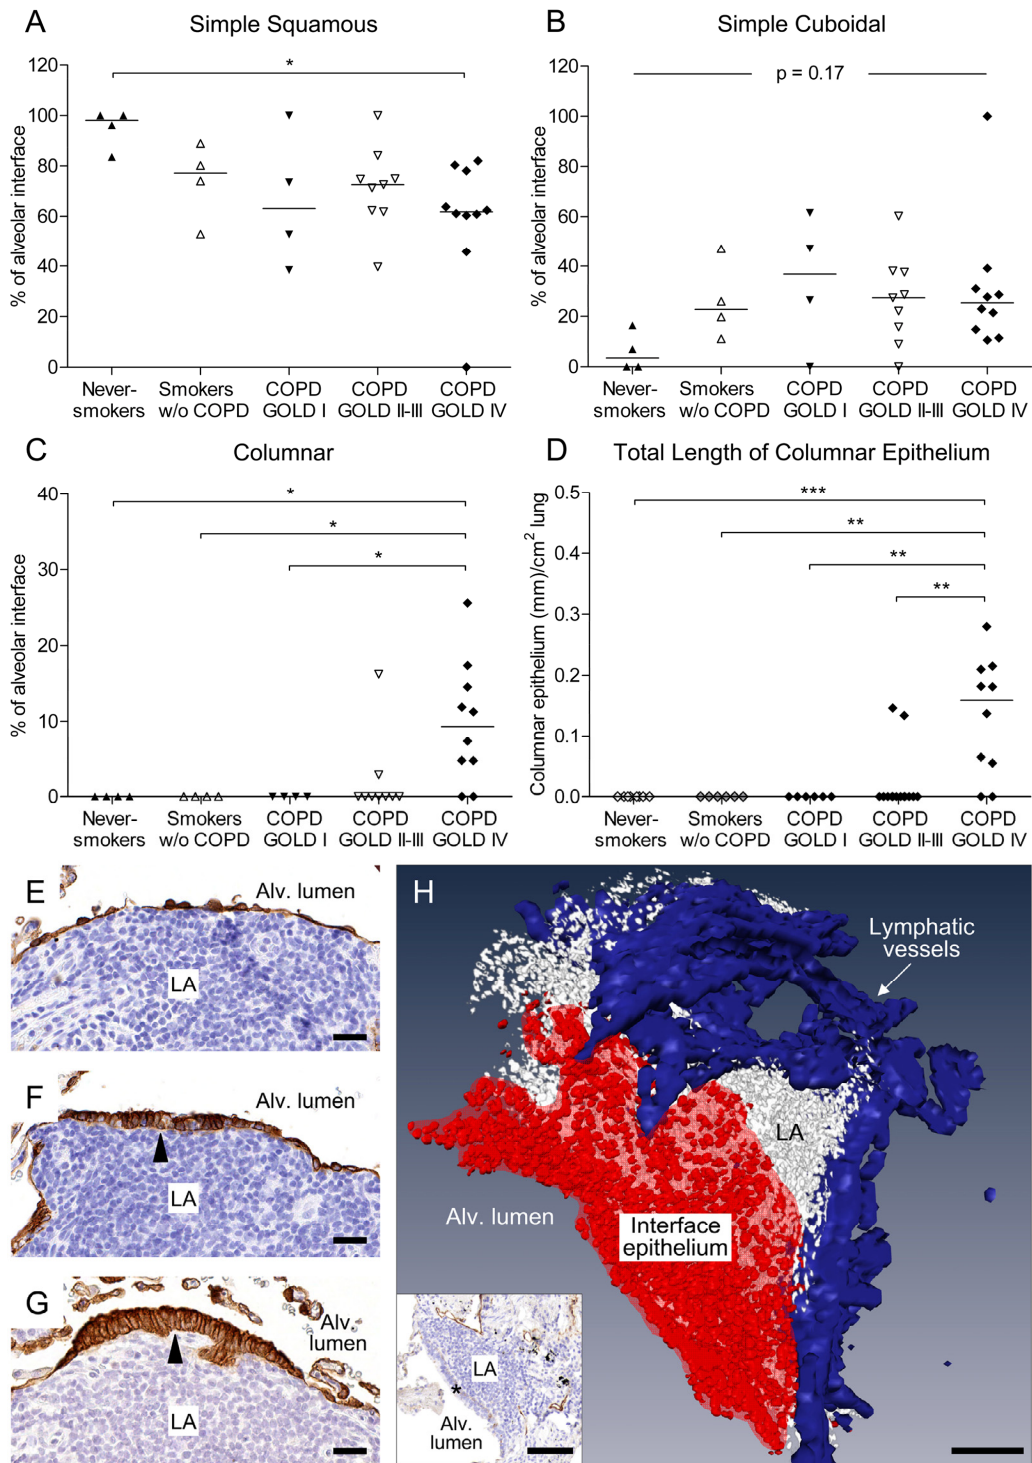 A
Simple Squamous
% of alveolar interface
120
100
80
60
40
20
0
*
Never-
smokers
Smokers
w/o COPD
COPD
GOLD I
COPD
GOLD II-III
COPD
GOLD IV
B
Simple Cuboidal
% of alveolar interface
120
100
80
60
40
20
0
p = 0.17
Never-
smokers
Smokers
w/o COPD
COPD
GOLD I
COPD
GOLD II-III
COPD
GOLD IV
C
Columnar
% of alveolar interface
40
30
20
10
0
*
*
*
Never-
smokers
Smokers
w/o COPD
COPD
GOLD I
COPD
GOLD II-III
COPD
GOLD IV
D
Total Length of Columnar Epithelium
Columnar epithelium (mm)/cm² lung
0.5
0.4
0.3
0.2
0.1
0.0
***
**
**
**
Never-
smokers
Smokers
w/o COPD
COPD
GOLD I
COPD
GOLD II-III
COPD
GOLD IV
E
Alv. lumen
LA
F
Alv. lumen
LA
G
Alv.
lumen
LA
H
Lymphatic
vessels
LA
Alv. lumen
Interface
epithelium
LA
*
Alv.
lumen